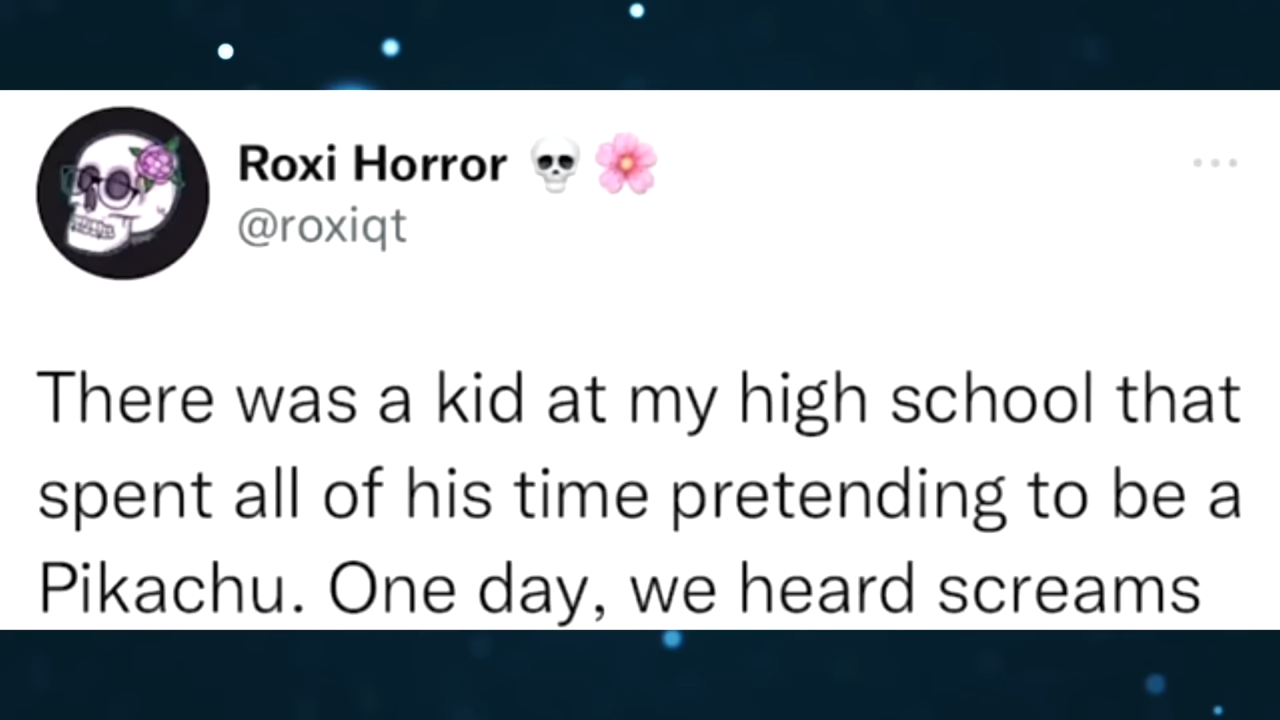 Roxi Horror 💀🌸
@roxiqt
There was a kid at my high school that
spent all of his time pretending to be a
Pikachu. One day, we heard screams